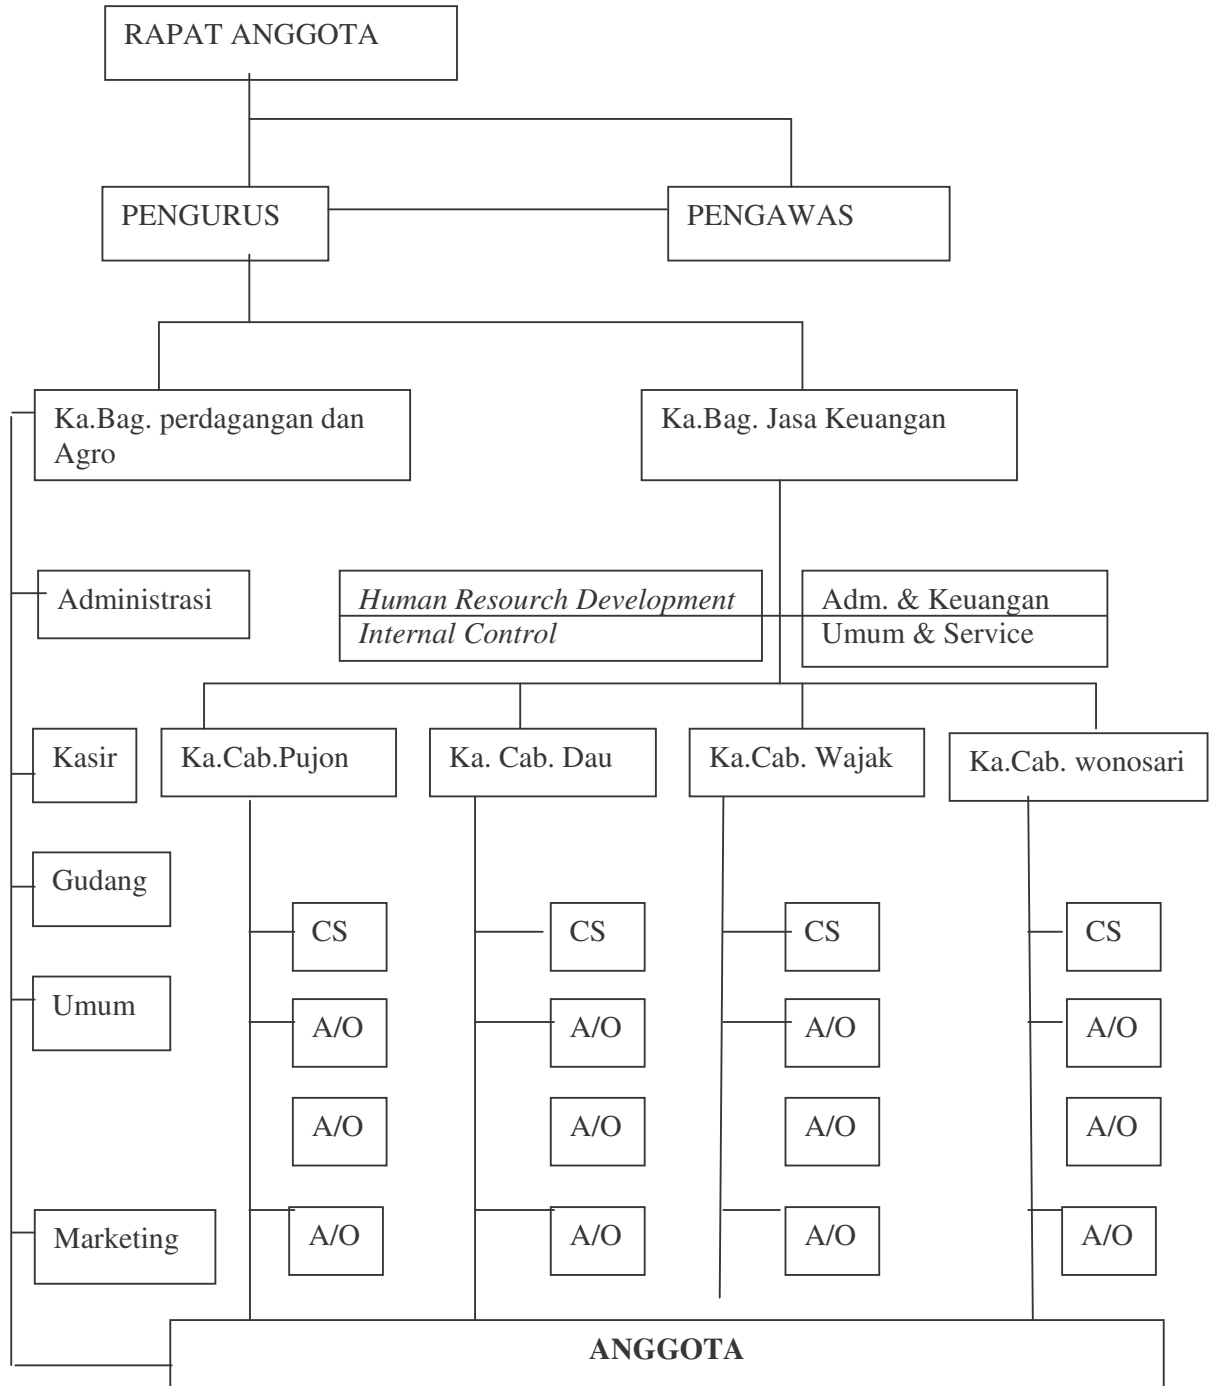 RAPAT ANGGOTA
PENGURUS
PENGAWAS
Ka.Bag. perdagangan dan
Agro
Ka.Bag. Jasa Keuangan
Administrasi
Human Resourch Development
Internal Control
Adm. & Keuangan
Umum & Service
Kasir
Ka.Cab.Pujon
Ka. Cab. Dau
Ka.Cab. Wajak
Ka.Cab. wonosari
Gudang
CS
CS
CS
CS
Umum
A/O
A/O
A/O
A/O
A/O
A/O
A/O
A/O
Marketing
A/O
A/O
A/O
A/O
ANGGOTA